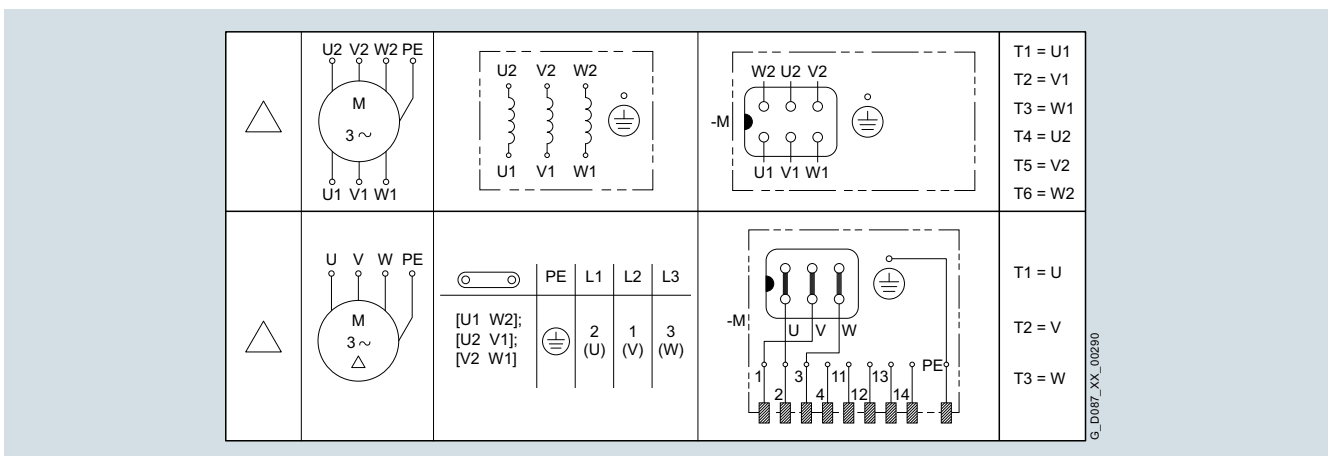 U2 V2 W2 PE
M
3 ~
U1 V1 W1
U2 V2 W2
U1 V1 W1
W2 U2 V2
-M
U1 V1 W1
T1 = U1
T2 = V1
T3 = W1
T4 = U2
T5 = V2
T6 = W2
U V W PE
M
3 ~
PE L1 L2 L3
[U1 W2];
[U2 V1];
[V2 W1]
2 1 3
(U) (V) (W)
-M
U V W
PE
1 3 11 13
2 4 12 14
T1 = U
T2 = V
T3 = W
G_D087_XX_00290